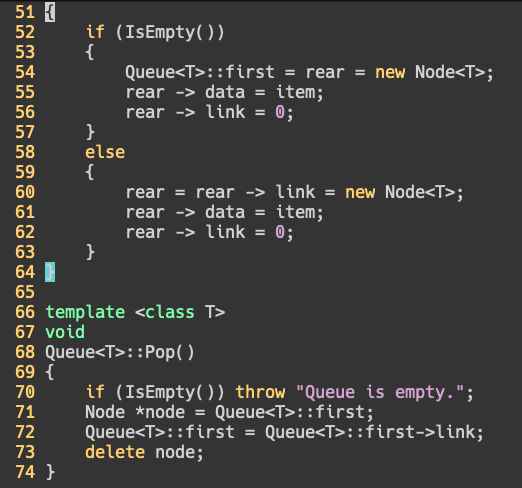 51 {
52     if (IsEmpty())
53     {
54         Queue<T>::first = rear = new Node<T>;
55         rear -> data = item;
56         rear -> link = 0;
57     }
58     else
59     {
60         rear = rear -> link = new Node<T>;
61         rear -> data = item;
62         rear -> link = 0;
63     }
64 }
65
66 template <class T>
67 void
68 Queue<T>::Pop()
69 {
70     if (IsEmpty()) throw "Queue is empty.";
71     Node *node = Queue<T>::first;
72     Queue<T>::first = Queue<T>::first->link;
73     delete node;
74 }